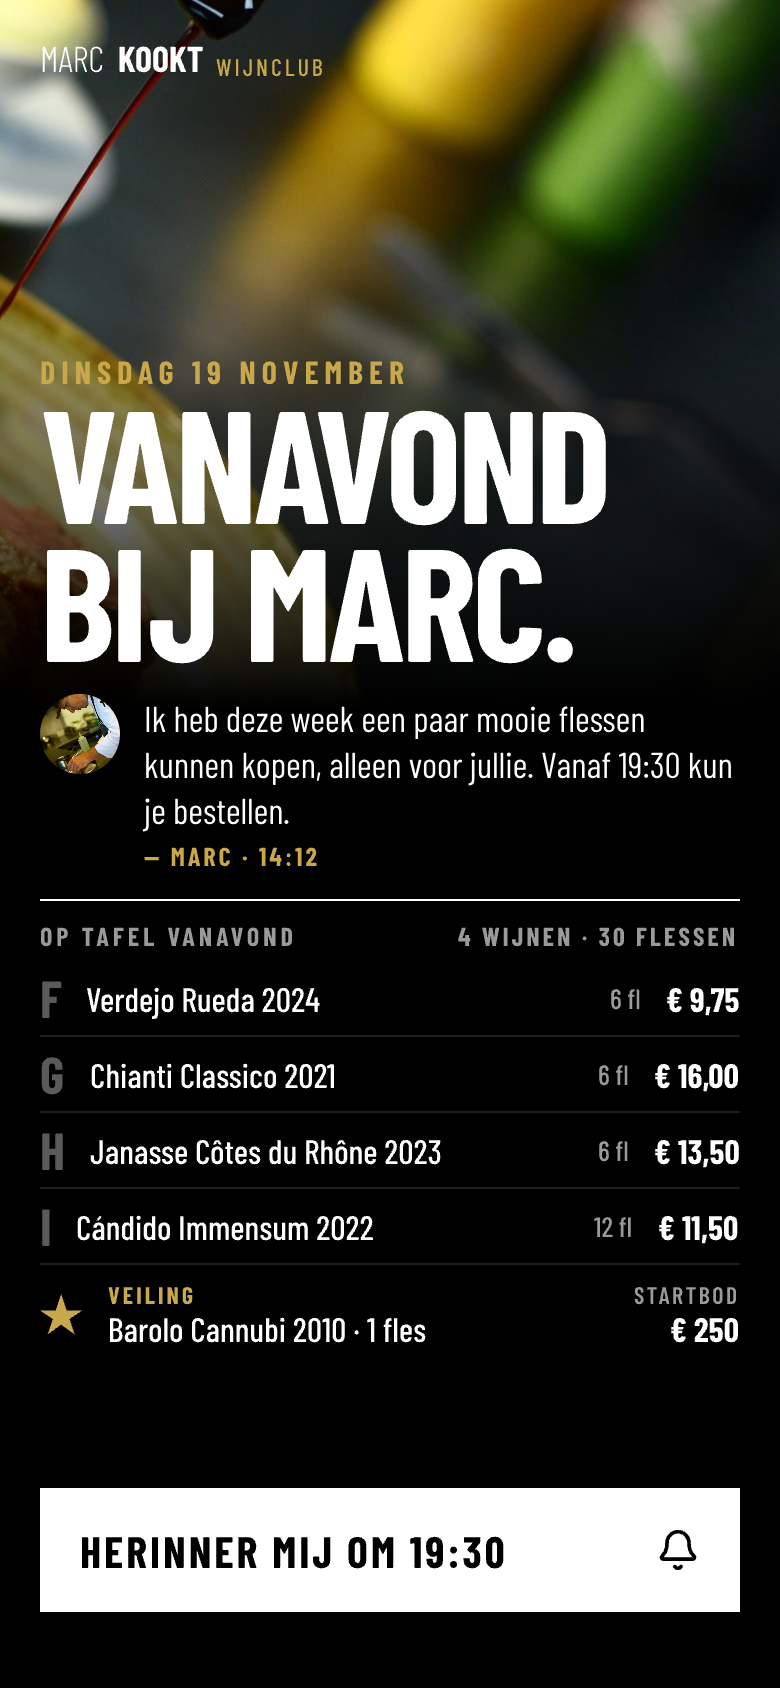 MARC KOOKT WIJNCLUB
DINSDAG 19 NOVEMBER
VANAVOND
BIJ MARC.
Ik heb deze week een paar mooie flessen
kunnen kopen, alleen voor jullie. Vanaf 19:30 kun
je bestellen.
— MARC · 14:12
OP TAFEL VANAVOND 4 WIJNEN · 30 FLESSEN
F Verdejo Rueda 2024 6 fl € 9,75
G Chianti Classico 2021 6 fl € 16,00
H Janasse Côtes du Rhône 2023 6 fl € 13,50
I Cándido Immensum 2022 12 fl € 11,50
VEILING STARTBOD
Barolo Cannubi 2010 · 1 fles € 250
HERINNER MIJ OM 19:30